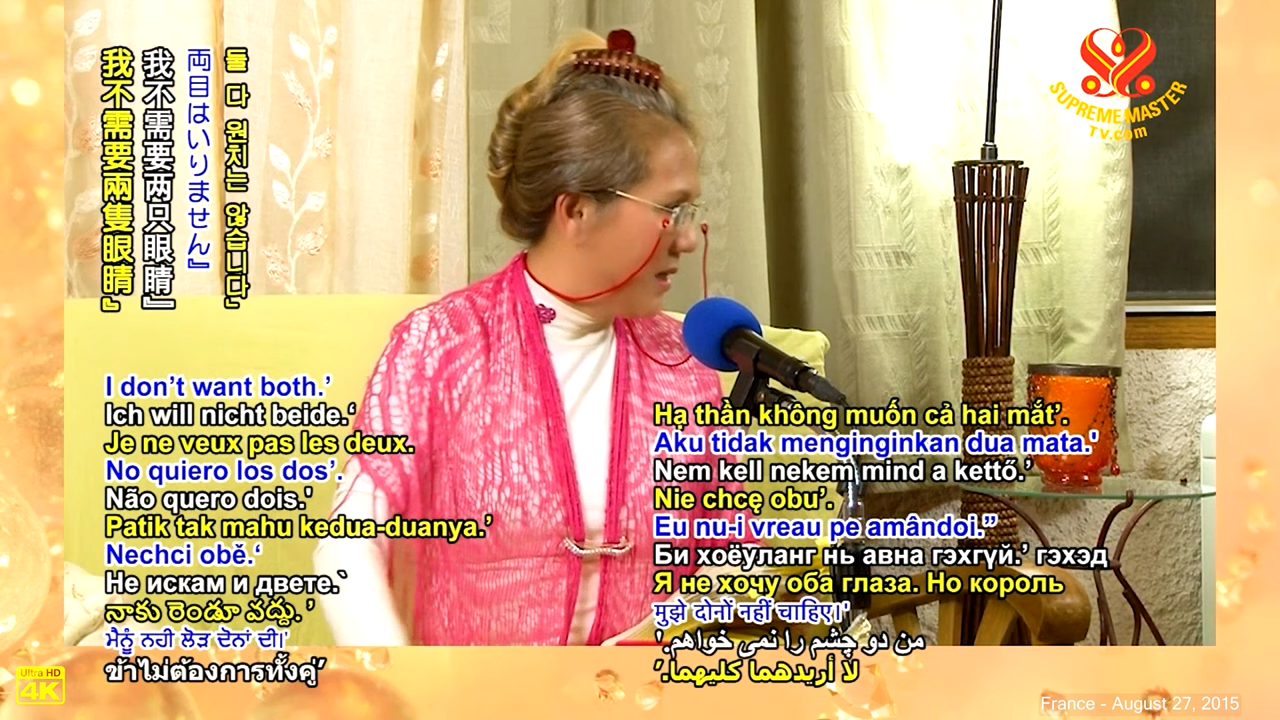 둘 다 원치는 않습니다』
両目はいりません』
我不需要两只眼睛』
我不需要兩隻眼睛』
SUPREME MASTER
TV.com
I don’t want both.’
Ich will nicht beide.‘
Je ne veux pas les deux.
No quiero los dos’.
Não quero dois.'
Patik tak mahu kedua-duanya.’
Nechci obě.‘
Не искам и двете.`
నాకు రెండూ వద్దు.’
ਮੈਨੂੰ ਨਹੀ ਲੋੜ ਦੋਨਾਂ ਦੀ।'
ข้าไม่ต้องการทั้งคู่’
Hạ thần không muốn cả hai mắt’.
Aku tidak menginginkan dua mata.'
Nem kell nekem mind a kettő.’
Nie chcę obu’.
Eu nu-i vreau pe amândoi.”
Би хоёуланг нь авна гэхгүй.’ гэхэд
Я не хочу оба глаза. Но король
मुझे दोनों नहीं चाहिए।'
من دو چشم را نمی خواهم.'
لا أريدهما كليهما.’
Ultra HD
4K
France - August 27, 2015